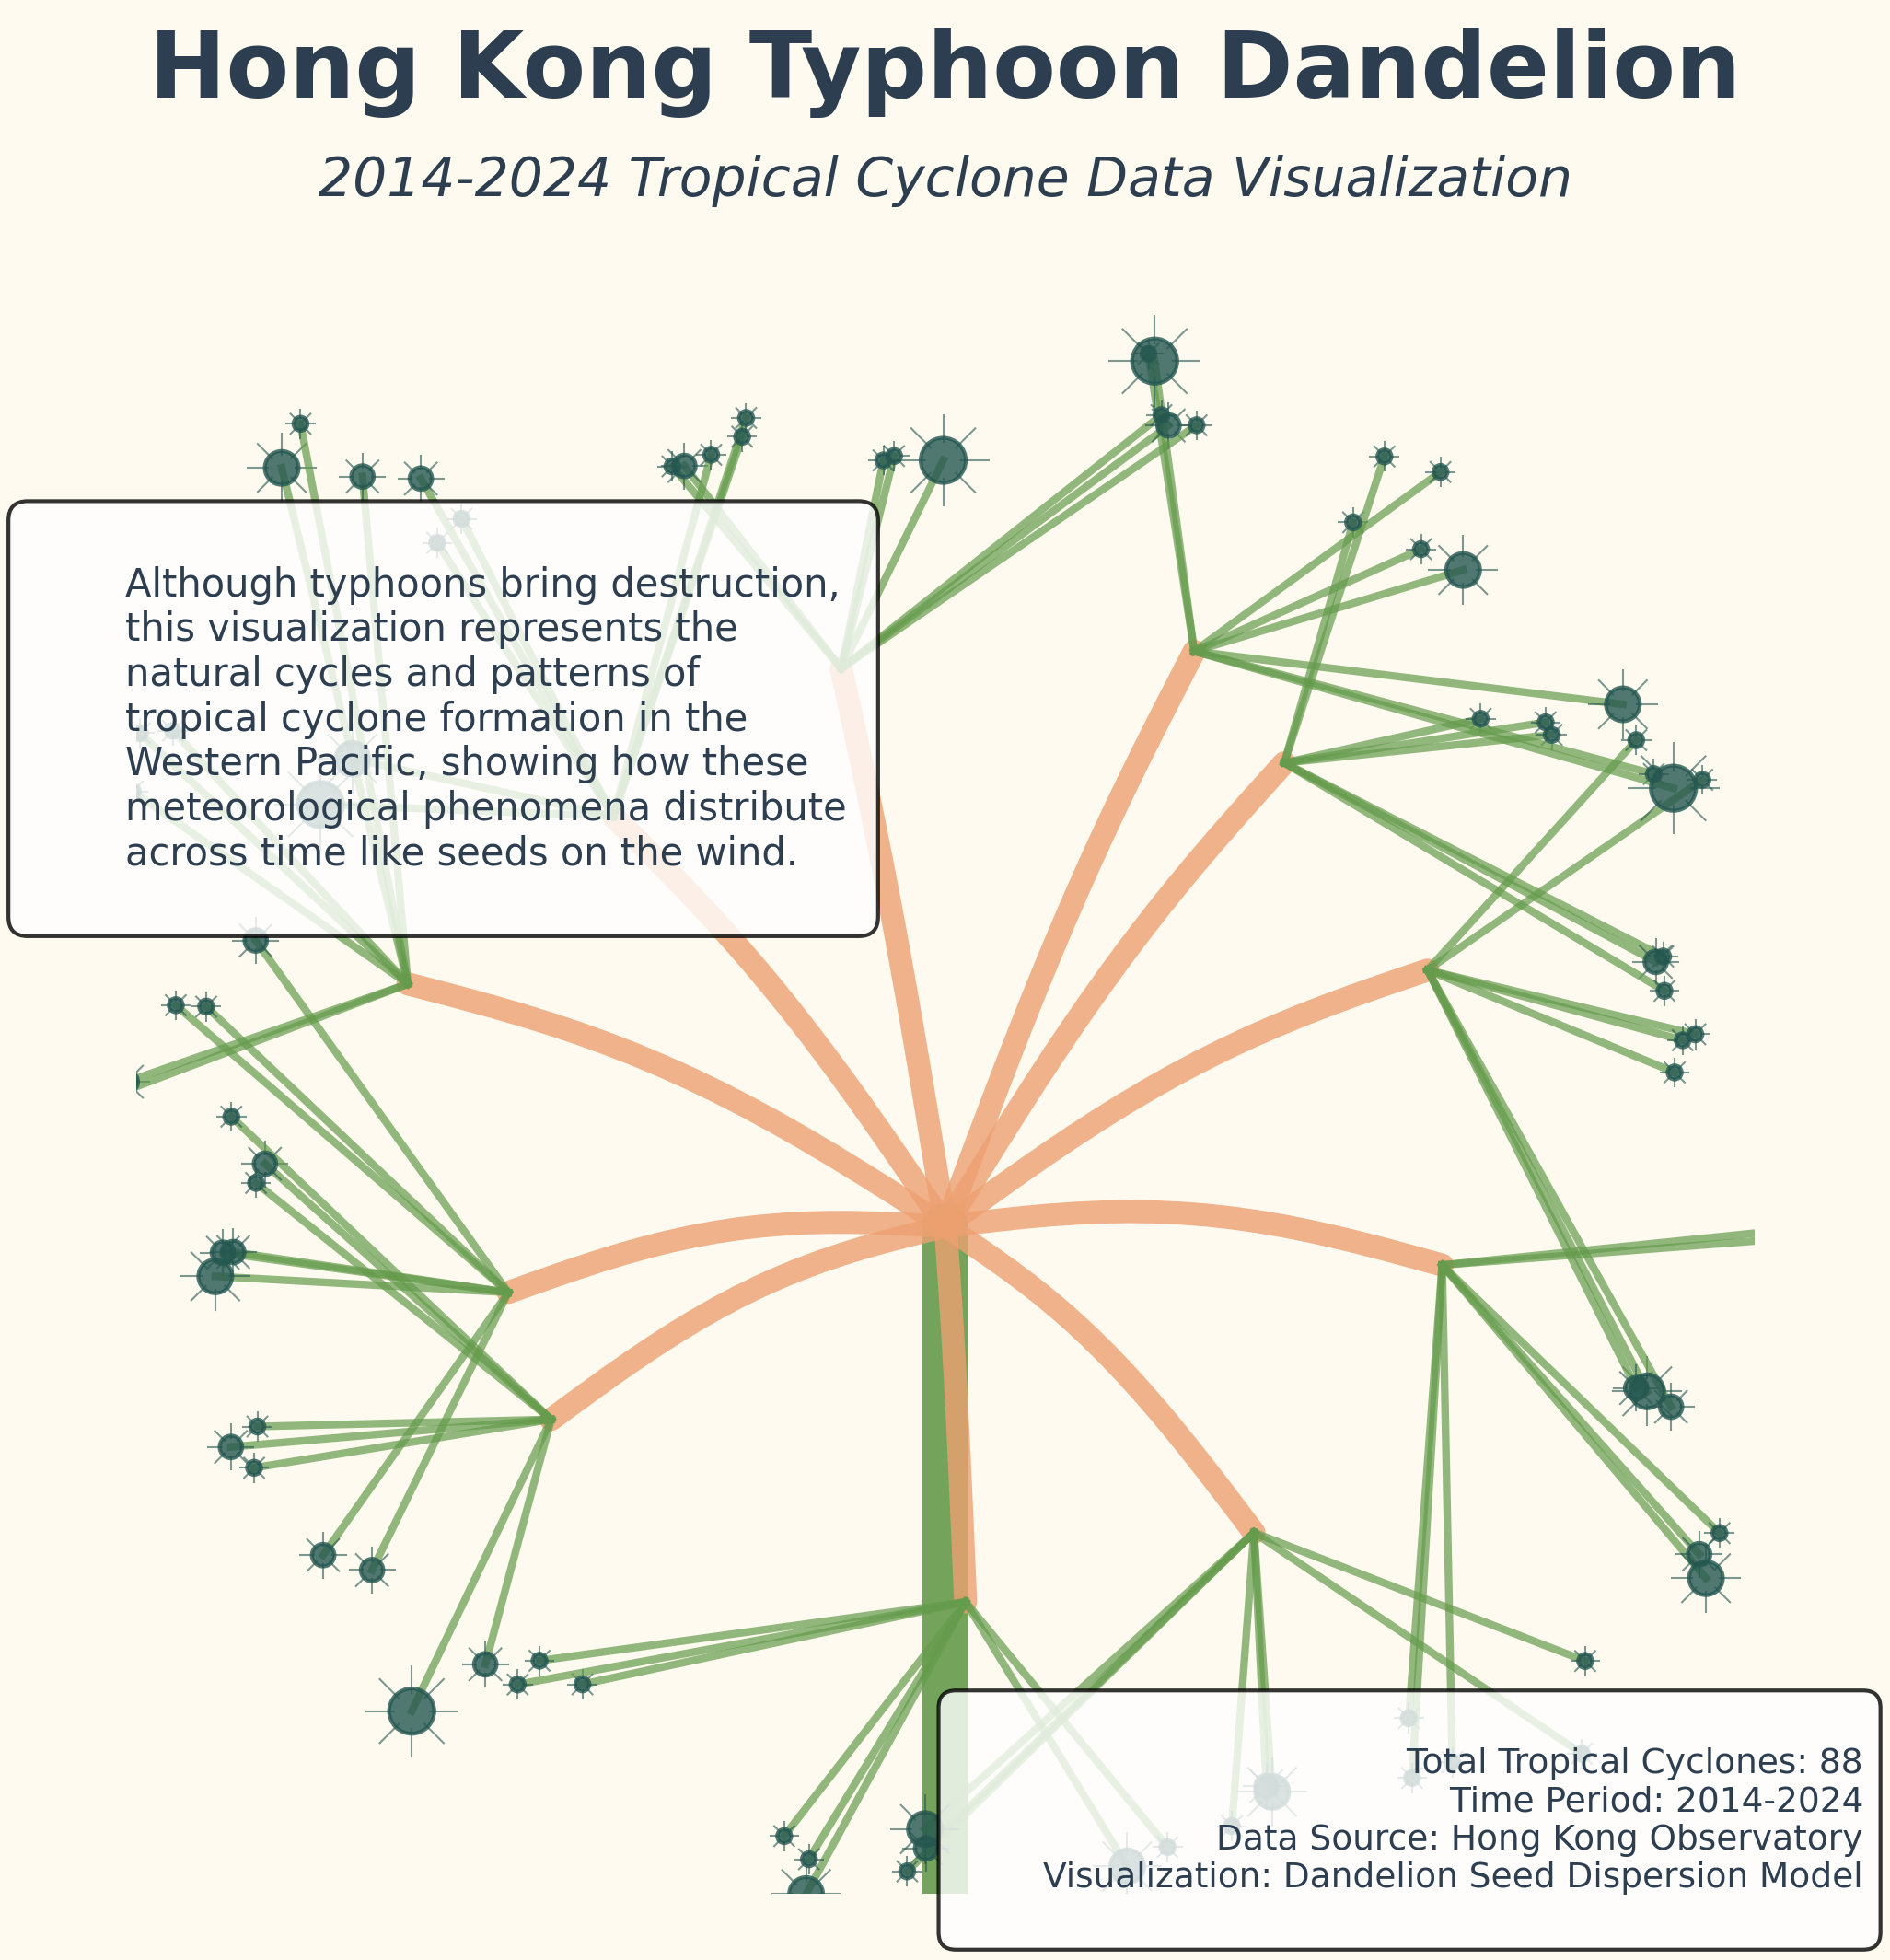 Hong Kong Typhoon Dandelion
2014-2024 Tropical Cyclone Data Visualization
Although typhoons bring destruction,
this visualization represents the
natural cycles and patterns of
tropical cyclone formation in the
Western Pacific, showing how these
meteorological phenomena distribute
across time like seeds on the wind.
Total Tropical Cyclones: 88
Time Period: 2014-2024
Data Source: Hong Kong Observatory
Visualization: Dandelion Seed Dispersion Model